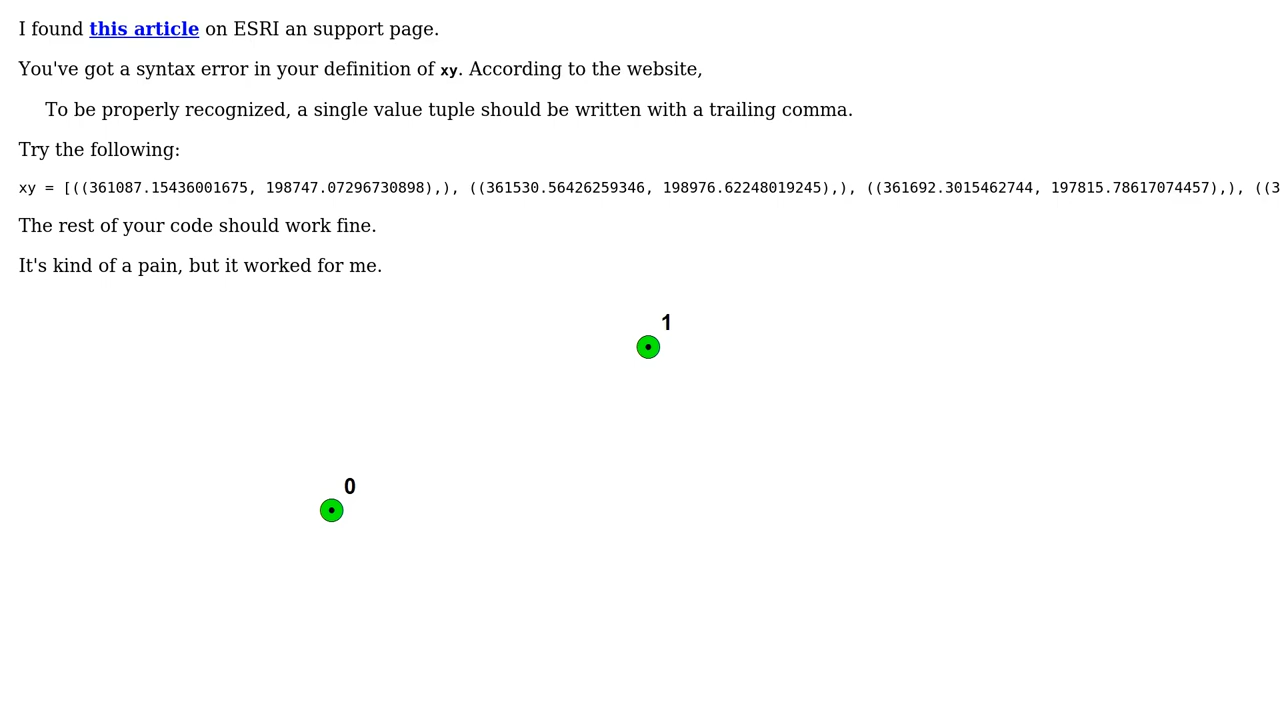 I found this article on ESRI an support page.
You've got a syntax error in your definition of xy. According to the website,
To be properly recognized, a single value tuple should be written with a trailing comma.
Try the following:
xy = [((361087.15436001675, 198747.07296730898),), ((361530.56426259346, 198976.62248019245),), ((361692.3015462744, 197815.78617074457),), ((3
The rest of your code should work fine.
It's kind of a pain, but it worked for me.
1
0